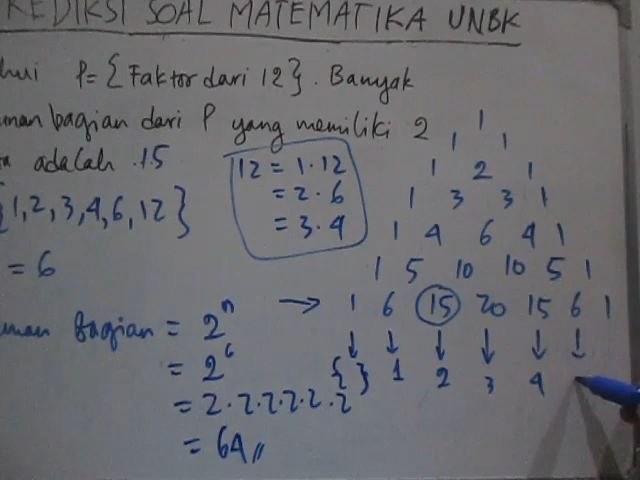 REDIKSI SOAL MATEMATIKA UNBK
hui P = { Faktor dari 12 }. Banyak
nan bagian dari P yang memiliki 2
a adalah .15
12 = 1 . 12
= 2 . 6
= 3 . 4
{1, 2, 3, 4, 6, 12}
= 6
nan Bagian = 2ⁿ
= 2⁶
= 2 . 2 . 2 . 2 . 2 . 2
= 64 //
1
1 1
1 2 1
1 3 3 1
1 4 6 4 1
1 5 10 10 5 1
→ 1 6 15 20 15 6 1
↓ ↓ ↓ ↓ ↓ ↓
{ } 1 2 3 4